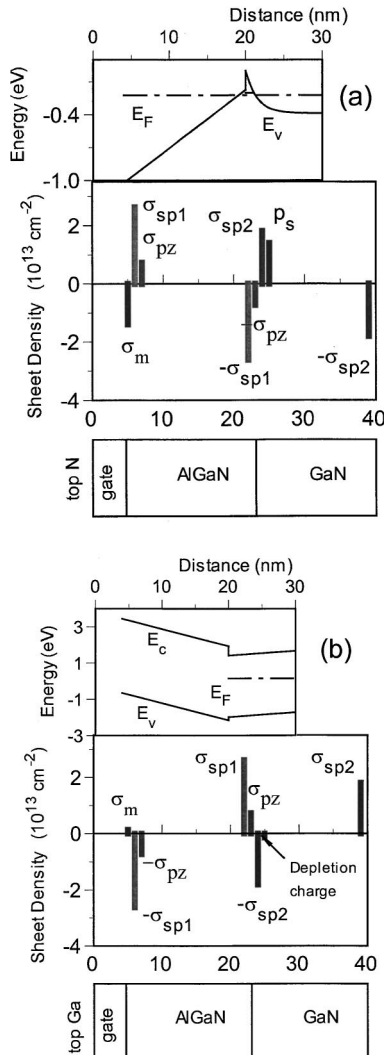 Distance (nm)
0 10 20 30
Energy (eV)
-0.4
-1.0
E_F
E_v
(a)
Sheet Density (10^13 cm^-2)
2
0
-2
-4
σ_sp1
σ_pz
σ_m
σ_sp2
p_s
-σ_pz
-σ_sp1
-σ_sp2
0 10 20 30 40
top N
gate
AlGaN
GaN
Distance (nm)
0 10 20 30
Energy (eV)
3
1
-1
-3
E_c
E_F
E_v
(b)
Sheet Density (10^13 cm^-2)
2
0
-2
-4
σ_sp1
σ_sp2
σ_m
σ_pz
-σ_pz
Depletion
charge
-σ_sp1
-σ_sp2
0 10 20 30 40
top Ga
gate
AlGaN
GaN